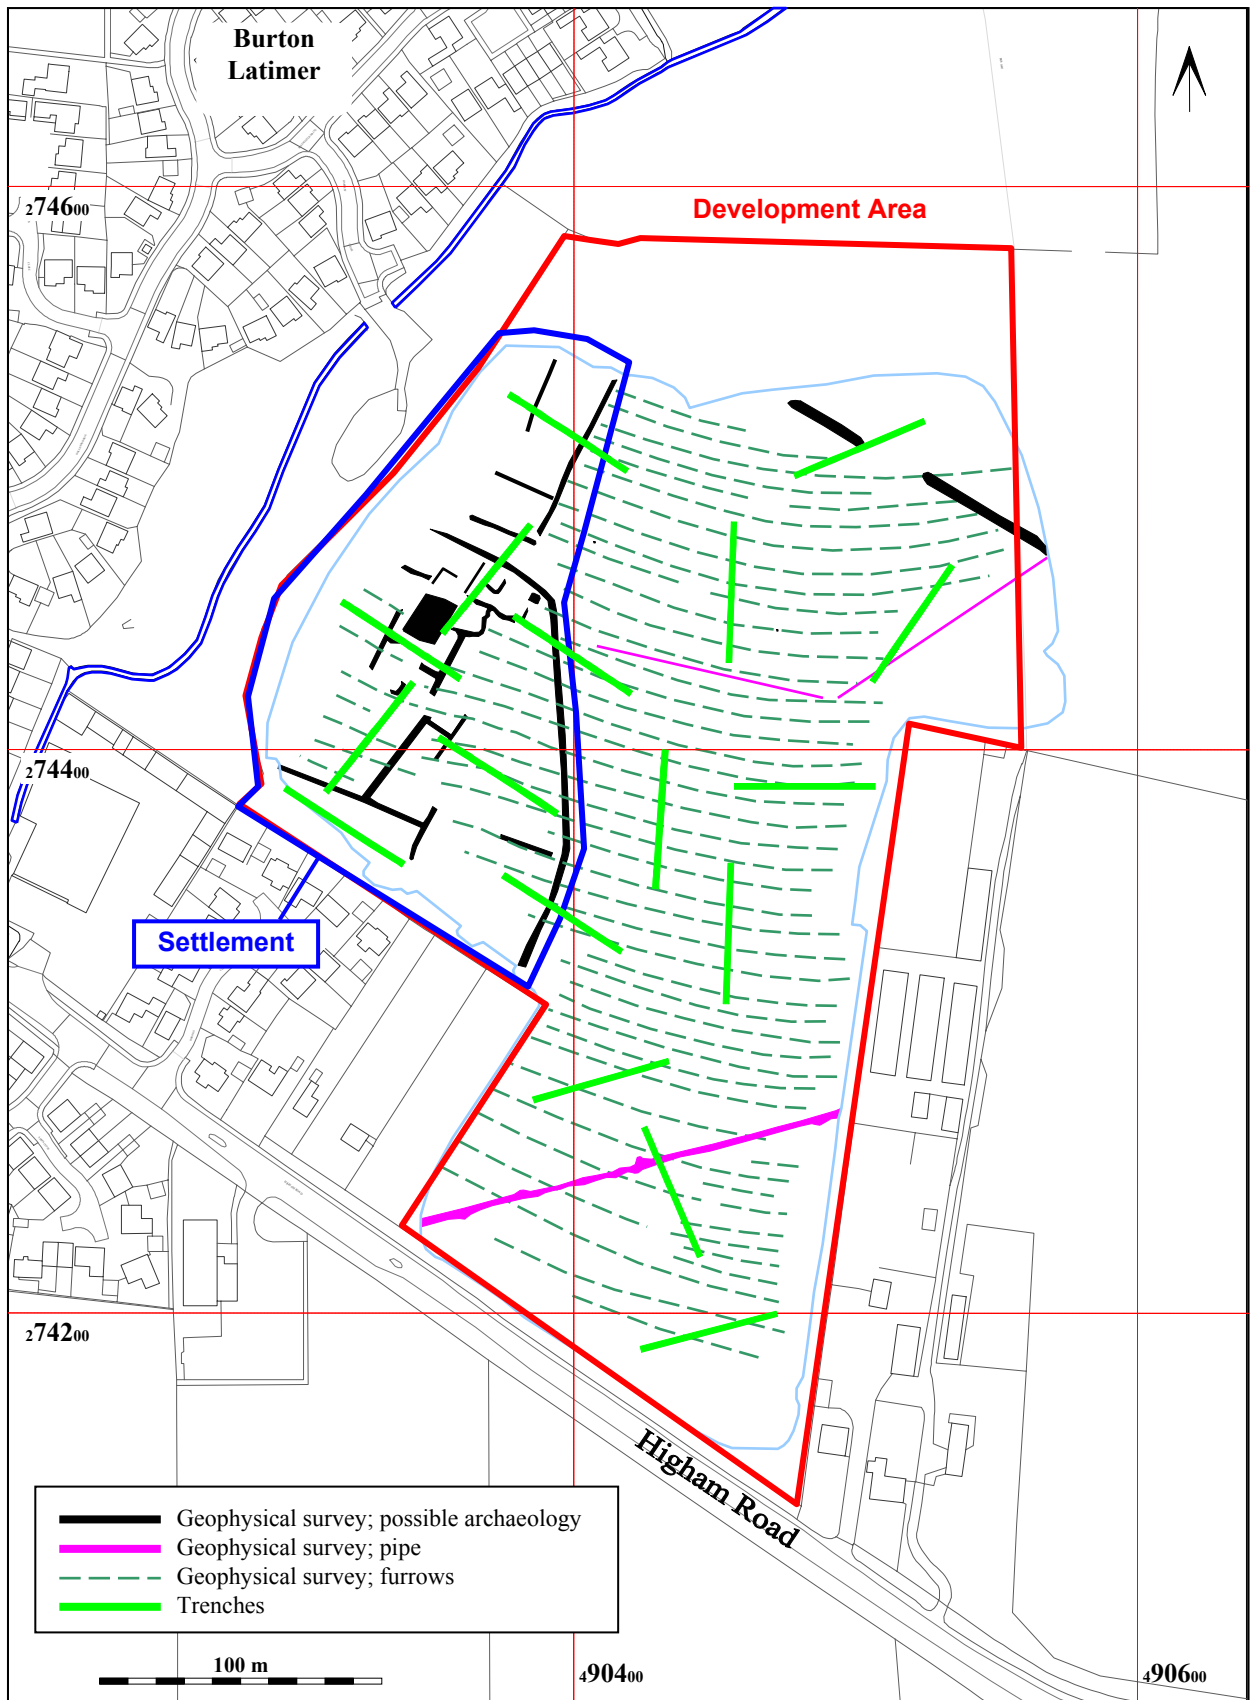 Burton
Latimer
274600
Development Area
274400
Settlement
274200
Higham Road
Geophysical survey; possible archaeology
Geophysical survey; pipe
Geophysical survey; furrows
Trenches
100 m
490400
490600